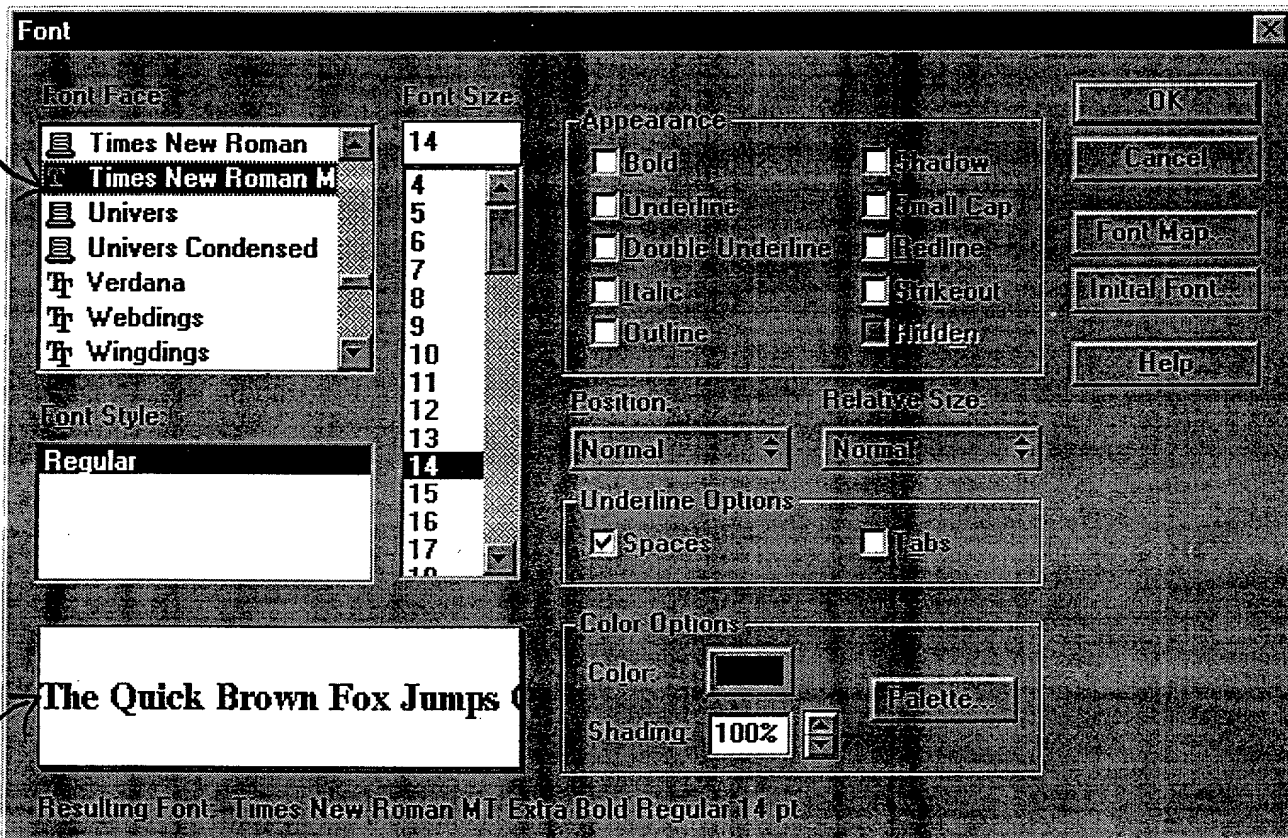 Font
Font Face:
Times New Roman
Times New Roman M
Univers
Univers Condensed
Verdana
Webdings
Wingdings
Font Size:
14
4
5
6
7
8
9
10
11
12
13
14
15
16
17
Font Style:
Regular
The Quick Brown Fox Jumps
Appearance
Bold
Underline
Double Underline
Italic
Outline
Shadow
Small Cap
Redline
Strikeout
Hidden
Position:
Normal
Relative Size:
Normal
Underline Options
Spaces
Tabs
Color Options
Color:
Shading:
100%
Palette...
OK
Cancel
Font Map...
Initial Font...
Help
Resulting Font: Times New Roman MT Extra Bold Regular 14 pt.